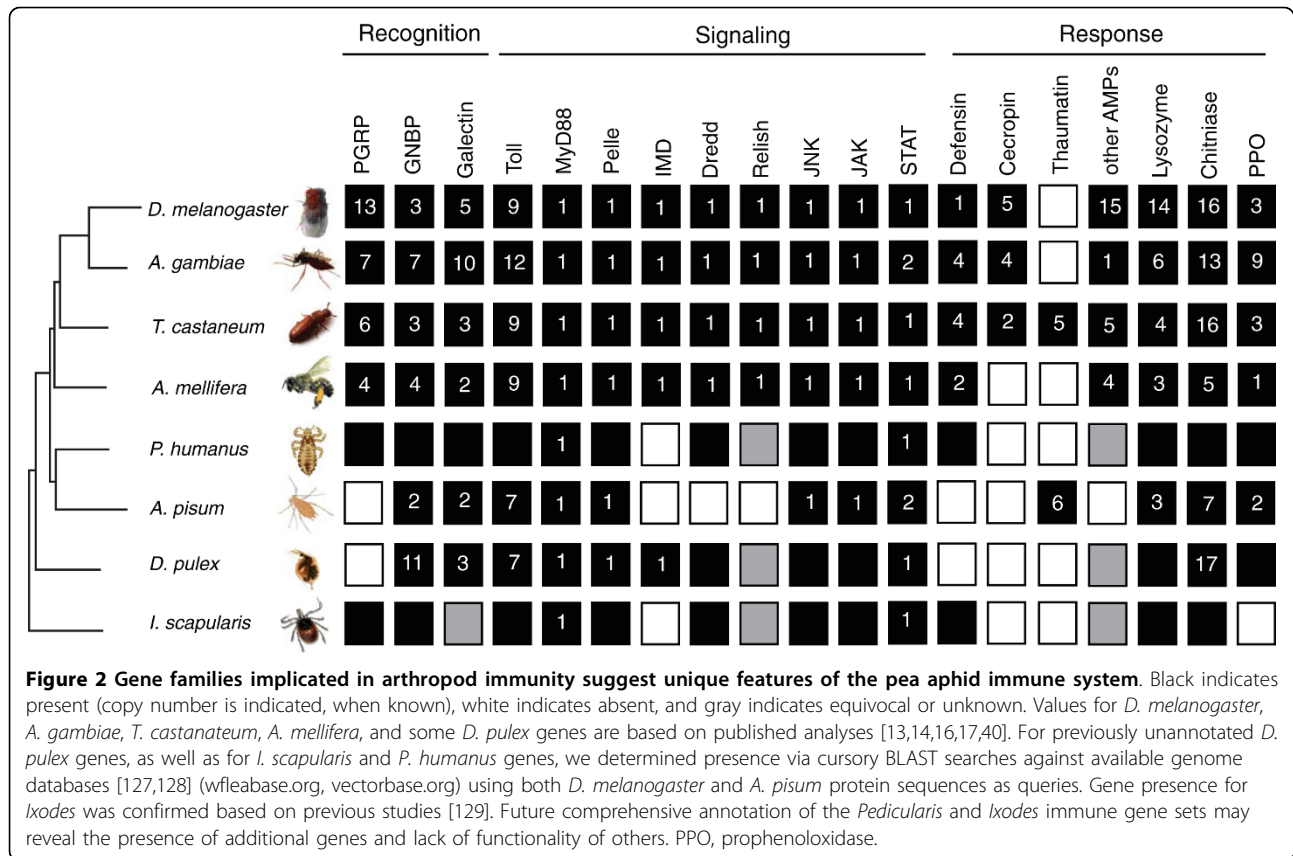 Recognition Signaling Response
PGRP GNBP Galectin Toll MyD88 Pelle IMD Dredd Relish JNK JAK STAT Defensin Cecropin Thaumatin other AMPs Lysozyme Chitniase PPO
D. melanogaster 13 3 5 9 1 1 1 1 1 1 1 1 1 5 15 14 16 3
A. gambiae 7 7 10 12 1 1 1 1 1 1 1 2 4 4 1 6 13 9
T. castaneum 6 3 3 9 1 1 1 1 1 1 1 1 4 2 5 5 4 16 3
A. mellifera 4 4 2 9 1 1 1 1 1 1 1 1 2 4 3 5 1
P. humanus 1 1
A. pisum 2 2 7 1 1 1 1 2 6 3 7 2
D. pulex 11 3 7 1 1 1 1 17
I. scapularis 1 1
Figure 2 Gene families implicated in arthropod immunity suggest unique features of the pea aphid immune system. Black indicates
present (copy number is indicated, when known), white indicates absent, and gray indicates equivocal or unknown. Values for D. melanogaster,
A. gambiae, T. castanateum, A. mellifera, and some D. pulex genes are based on published analyses [13,14,16,17,40]. For previously unannotated D.
pulex genes, as well as for I. scapularis and P. humanus genes, we determined presence via cursory BLAST searches against available genome
databases [127,128] (wfleabase.org, vectorbase.org) using both D. melanogaster and A. pisum protein sequences as queries. Gene presence for
Ixodes was confirmed based on previous studies [129]. Future comprehensive annotation of the Pedicularis and Ixodes immune gene sets may
reveal the presence of additional genes and lack of functionality of others. PPO, prophenoloxidase.